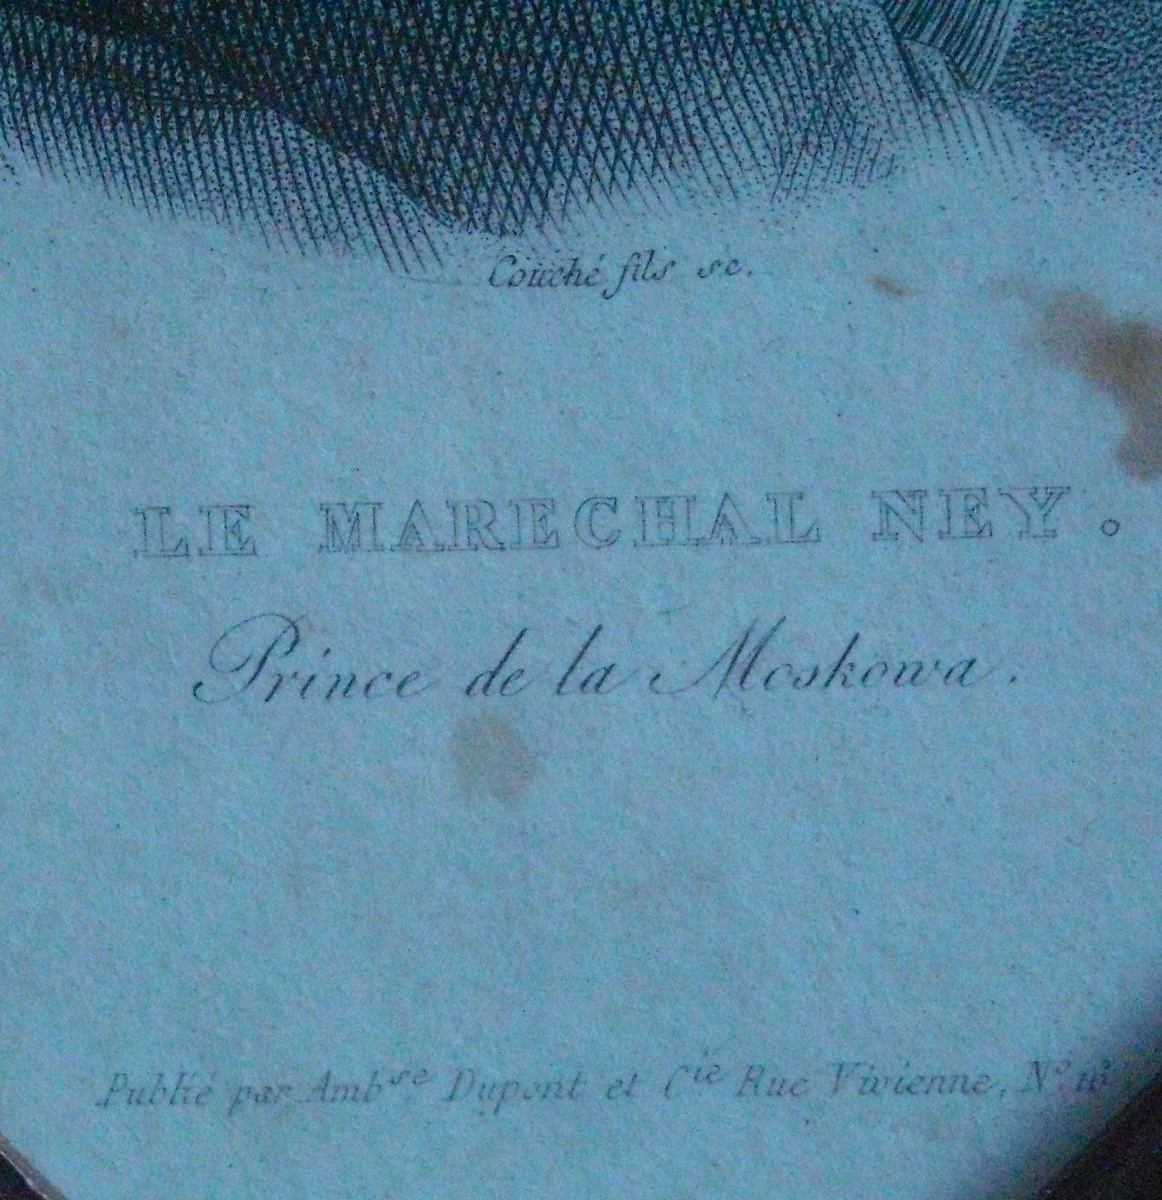 Couché fils sc.
LE MARECHAL NEY.
Prince de la Moskowa.
Publié par Ambse Dupont et Cie Rue Vivienne, No